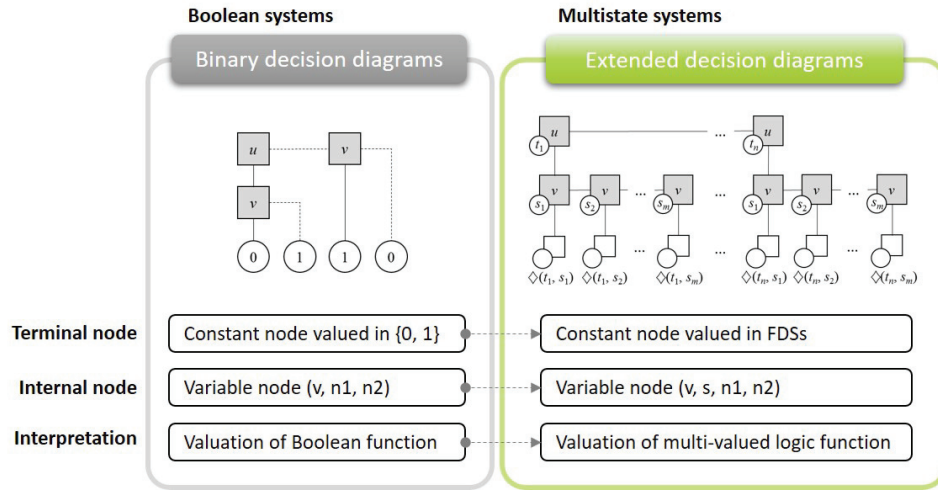 Boolean systems
Multistate systems
Binary decision diagrams
Extended decision diagrams
u
v
v
0
1
1
0
u
...
u
t₁
tₙ
v
v
...
v
...
v
v
...
v
s₁
s₂
sₘ
s₁
s₂
sₘ
...
...
...
◇(t₁, s₁)
◇(t₁, s₂)
◇(t₁, sₘ)
◇(tₙ, s₁)
◇(tₙ, s₂)
◇(tₙ, sₘ)
Terminal node
Constant node valued in {0, 1}
Constant node valued in FDSs
Internal node
Variable node (v, n1, n2)
Variable node (v, s, n1, n2)
Interpretation
Valuation of Boolean function
Valuation of multi-valued logic function